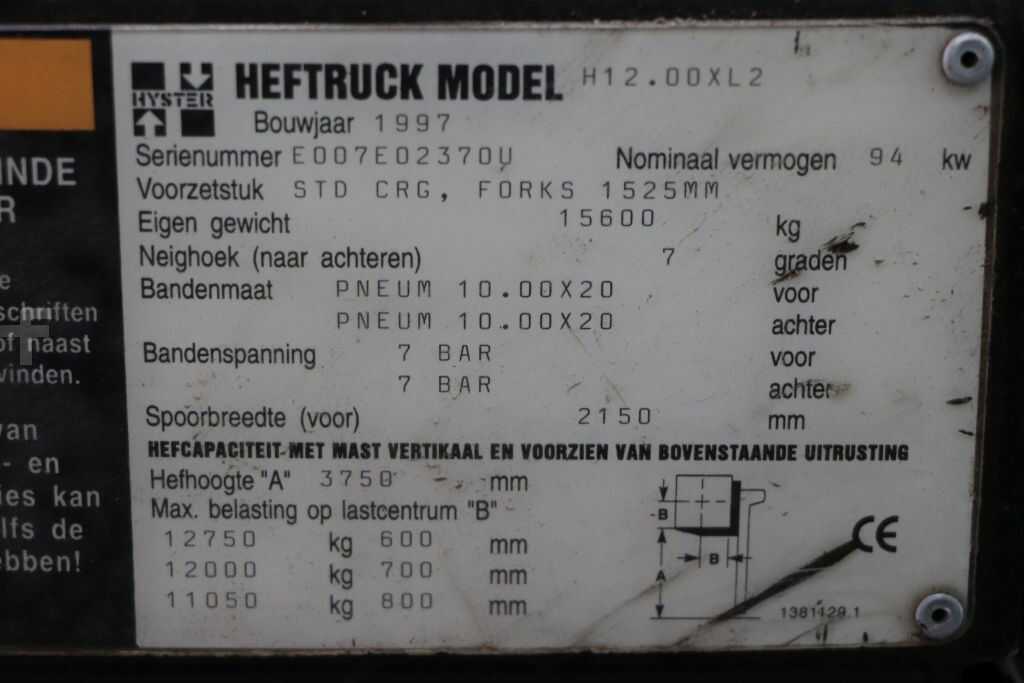 HYSTER
HEFTRUCK MODEL H12.00XL2
Bouwjaar 1997
Serienummer E007E02370U Nominaal vermogen 94 kw
Voorzetstuk STD CRG, FORKS 1525MM
Eigen gewicht 15600 kg
Neighoek (naar achteren) 7 graden
Bandenmaat PNEUM 10.00X20 voor
PNEUM 10.00X20 achter
Bandenspanning 7 BAR voor
7 BAR achter
Spoorbreedte (voor) 2150 mm
HEFCAPACITEIT MET MAST VERTIKAAL EN VOORZIEN VAN BOVENSTAANDE UITRUSTING
Hefhoogte "A" 3750 mm
Max. belasting op lastcentrum "B"
12750 kg 600 mm
12000 kg 700 mm
11050 kg 800 mm
B
B
A
CE
1381129.1
INDE
R
e
schriften
of naast
vinden.
van
- en
ies kan
elfs de
ebben!